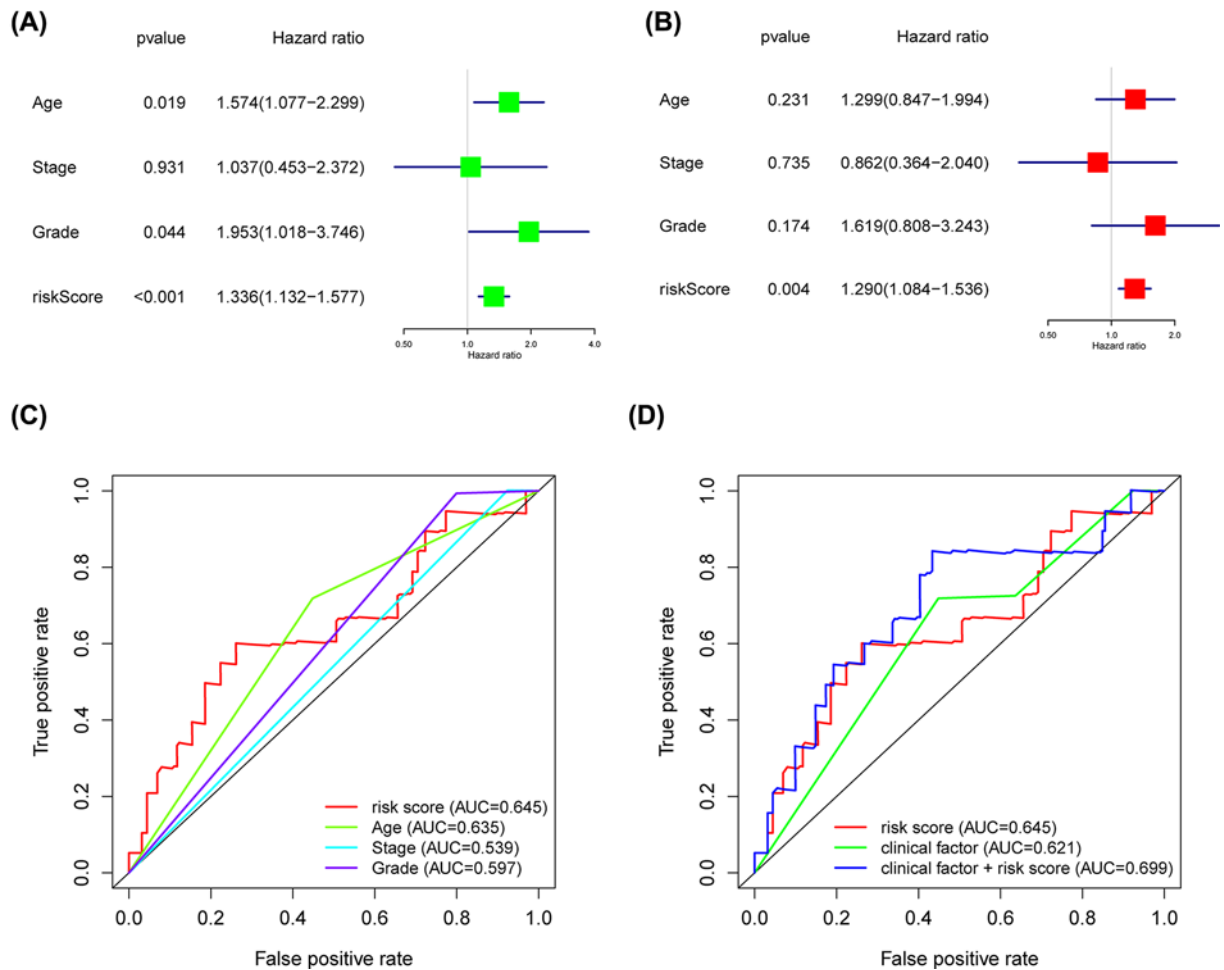 (A)
pvalue Hazard ratio
Age 0.019 1.574(1.077−2.299)
Stage 0.931 1.037(0.453−2.372)
Grade 0.044 1.953(1.018−3.746)
riskScore <0.001 1.336(1.132−1.577)
0.50 1.0 2.0 4.0
Hazard ratio
(B)
pvalue Hazard ratio
Age 0.231 1.299(0.847−1.994)
Stage 0.735 0.862(0.364−2.040)
Grade 0.174 1.619(0.808−3.243)
riskScore 0.004 1.290(1.084−1.536)
0.50 1.0 2.0
Hazard ratio
(C)
True positive rate
1.0
0.8
0.6
0.4
0.2
0.0
risk score (AUC=0.645)
Age (AUC=0.635)
Stage (AUC=0.539)
Grade (AUC=0.597)
0.0 0.2 0.4 0.6 0.8 1.0
False positive rate
(D)
True positive rate
1.0
0.8
0.6
0.4
0.2
0.0
risk score (AUC=0.645)
clinical factor (AUC=0.621)
clinical factor + risk score (AUC=0.699)
0.0 0.2 0.4 0.6 0.8 1.0
False positive rate